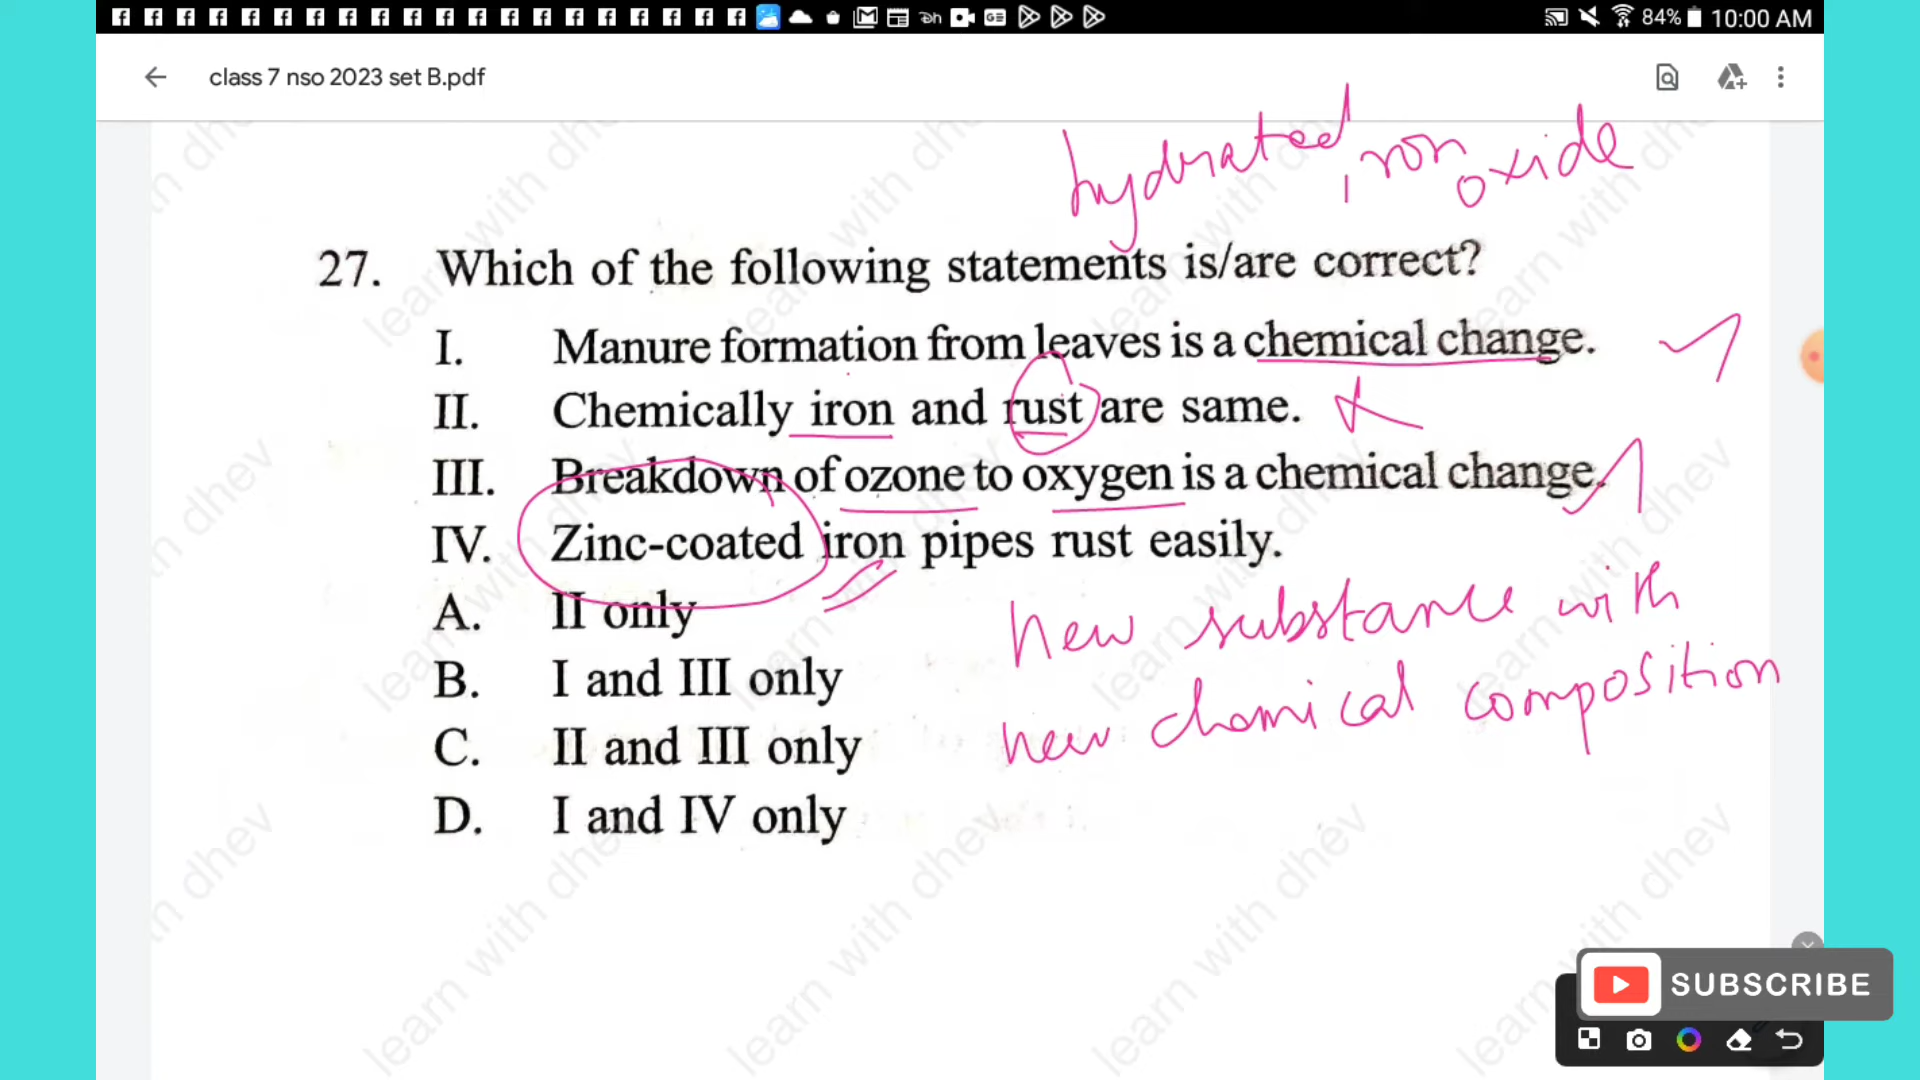 84% 10:00 AM
class 7 nso 2023 set B.pdf
hydrated iron oxide
27. Which of the following statements is/are correct?
I. Manure formation from leaves is a chemical change.
II. Chemically iron and rust are same.
III. Breakdown of ozone to oxygen is a chemical change.
IV. Zinc-coated iron pipes rust easily.
A. II only
B. I and III only
C. II and III only
D. I and IV only
new substance with
new chemical composition
learn with dhev
SUBSCRIBE